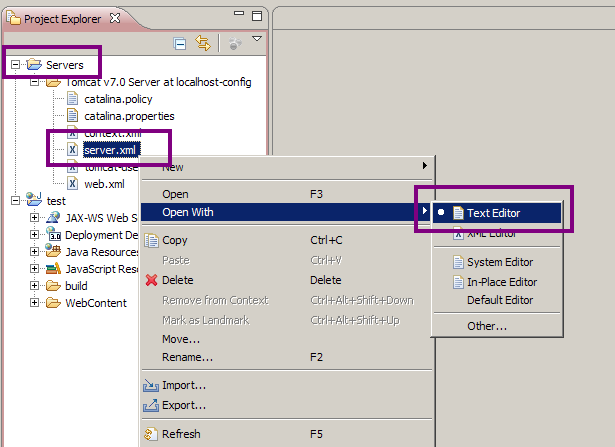 Project Explorer
Servers
Tomcat v7.0 Server at localhost-config
catalina.policy
catalina.properties
context.xml
server.xml
tomcat-use
web.xml
test
JAX-WS Web S
Deployment De
Java Resources
JavaScript Reso
build
WebContent
New
Open F3
Open With
Copy Ctrl+C
Paste Ctrl+V
Delete Delete
Remove from Context Ctrl+Alt+Shift+Down
Mark as Landmark Ctrl+Alt+Shift+Up
Move...
Rename... F2
Import...
Export...
Refresh F5
Text Editor
XML Editor
System Editor
In-Place Editor
Default Editor
Other...